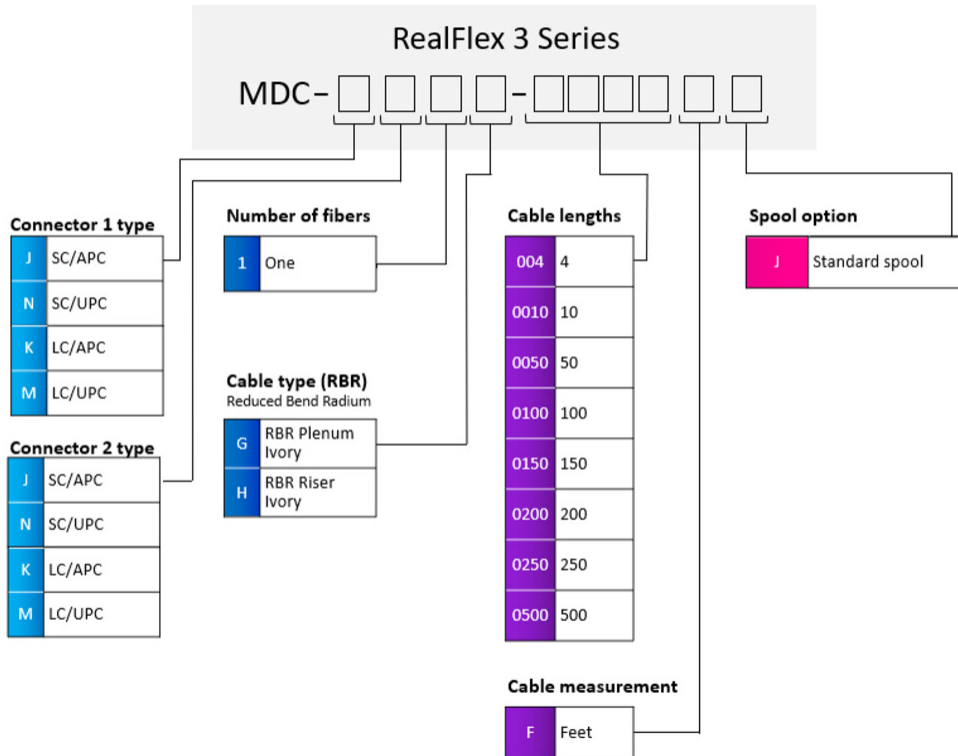 RealFlex 3 Series
MDC- -
Connector 1 type
J SC/APC
N SC/UPC
K LC/APC
M LC/UPC
Connector 2 type
J SC/APC
N SC/UPC
K LC/APC
M LC/UPC
Number of fibers
1 One
Cable type (RBR)
Reduced Bend Radium
G RBR Plenum
Ivory
H RBR Riser
Ivory
Cable lengths
004 4
0010 10
0050 50
0100 100
0150 150
0200 200
0250 250
0500 500
Cable measurement
F Feet
Spool option
J Standard spool